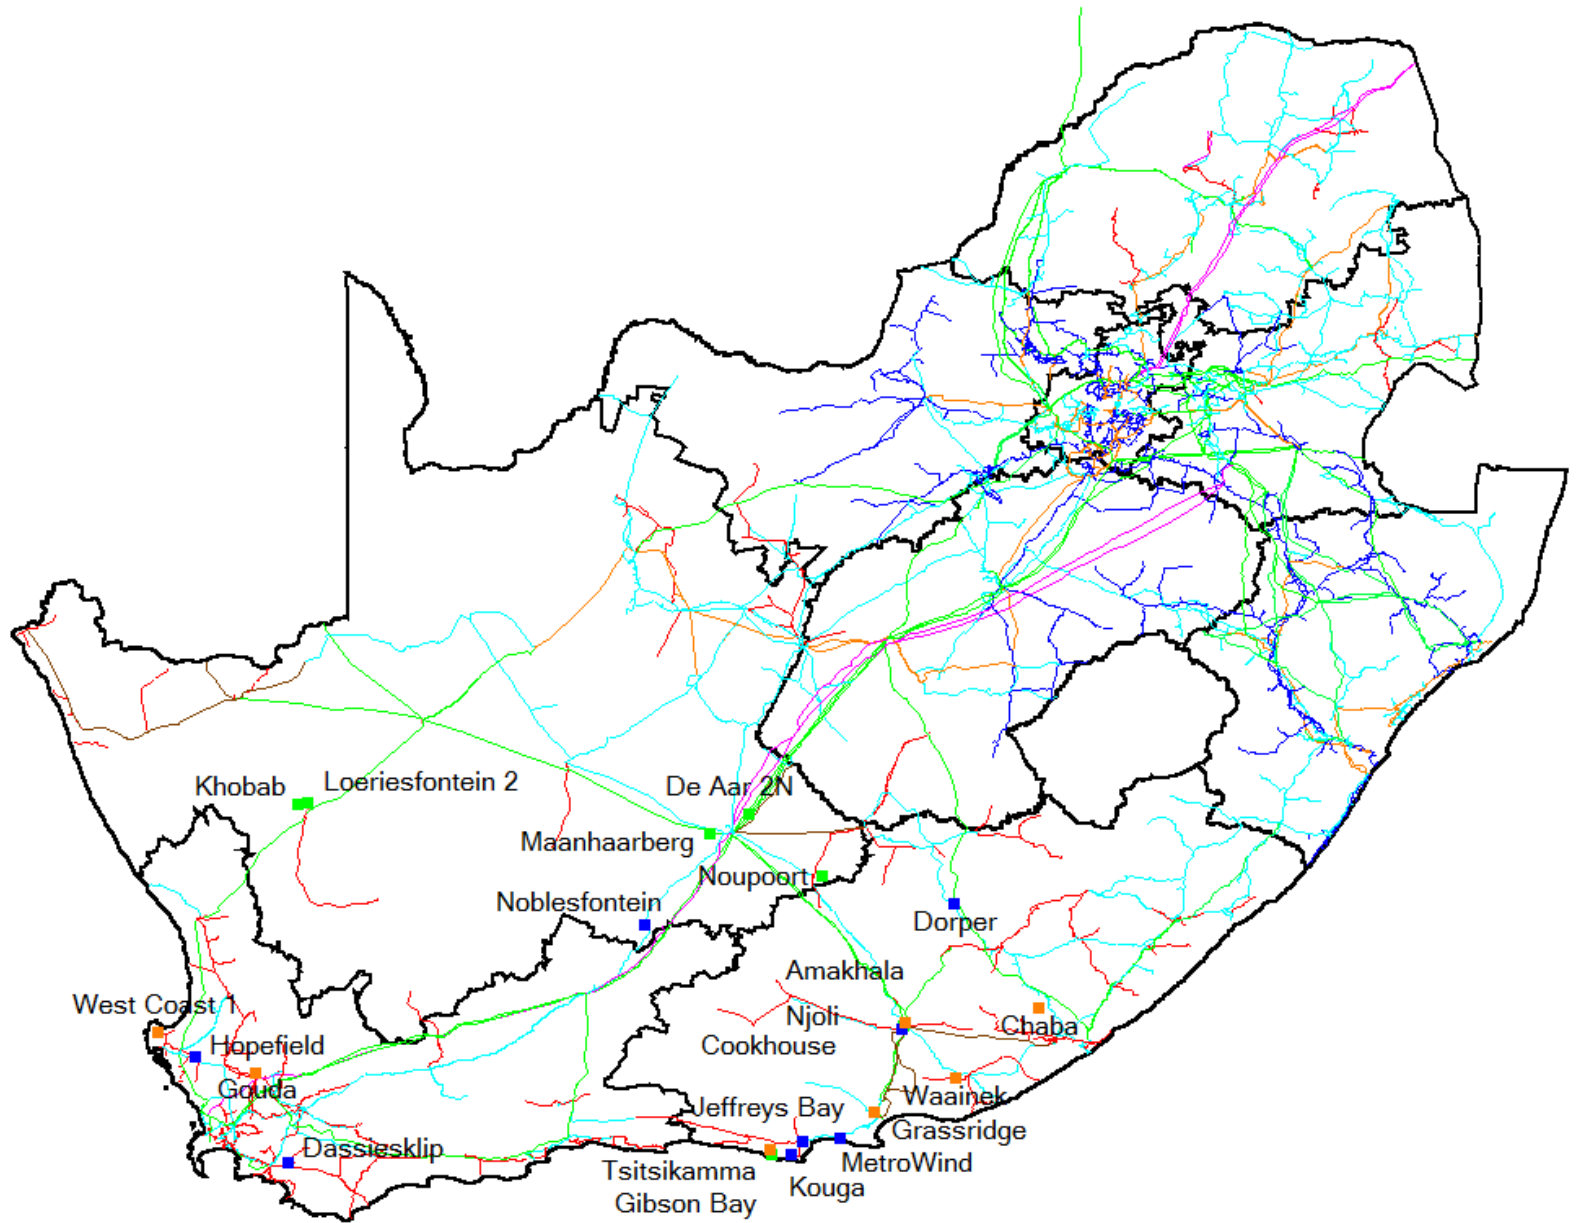 De Aar 2N
Khobab
Loeriesfontein 2
Maanhaarberg
Noupoort
Noblesfontein
Dorper
Amakhala
West Coast 1
Njoli
Chaba
Hopefield
Cookhouse
Gouda
Waainek
Jeffreys Bay
Grassridge
Dassiesklip
MetroWind
Tsitsikamma
Kouga
Gibson Bay